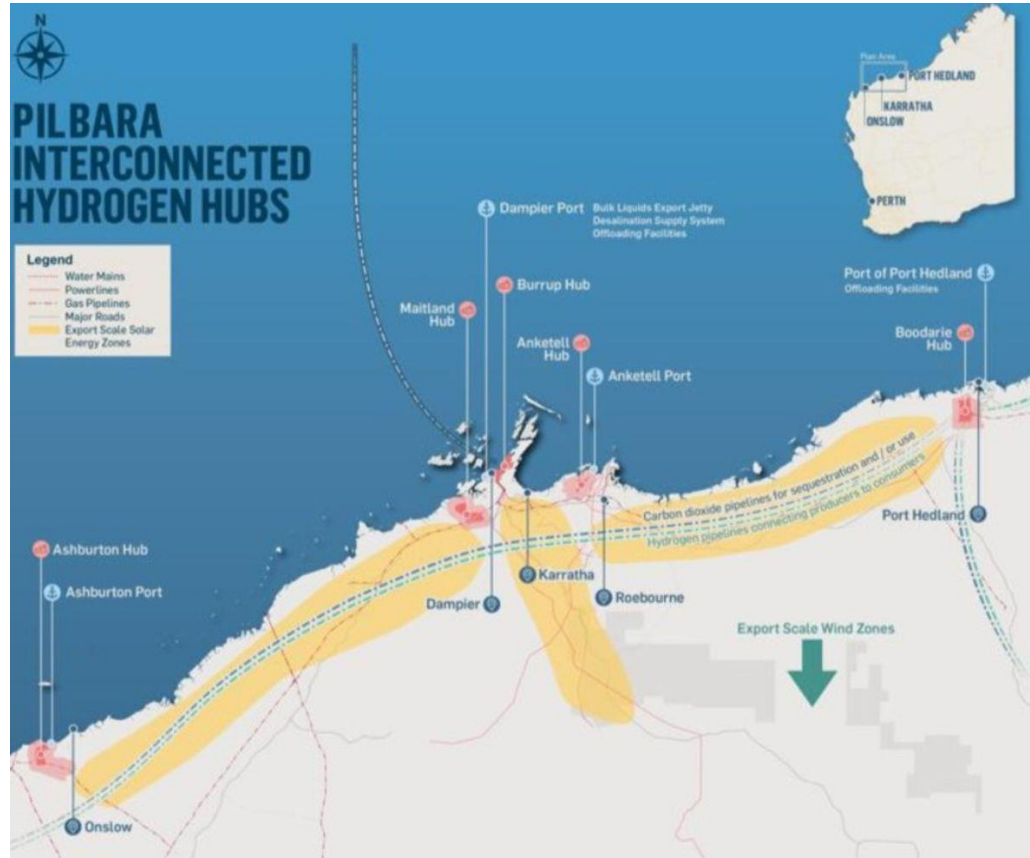 N
PILBARA
INTERCONNECTED
HYDROGEN HUBS
Legend
Water Mains
Powerlines
Gas Pipelines
Major Roads
Export Scale Solar
Energy Zones
Plan Area
PORT HEDLAND
KARRATHA
ONSLOW
PERTH
Dampier Port
Bulk Liquids Export Jetty
Desalination Supply System
Offloading Facilities
Burrup Hub
Maitland
Hub
Anketell
Hub
Anketell Port
Port of Port Hedland
Offloading Facilities
Boodarie
Hub
Carbon dioxide pipelines for sequestration and / or use
Hydrogen pipelines connecting producers to consumers
Port Hedland
Ashburton Hub
Ashburton Port
Karratha
Dampier
Roebourne
Export Scale Wind Zones
Onslow